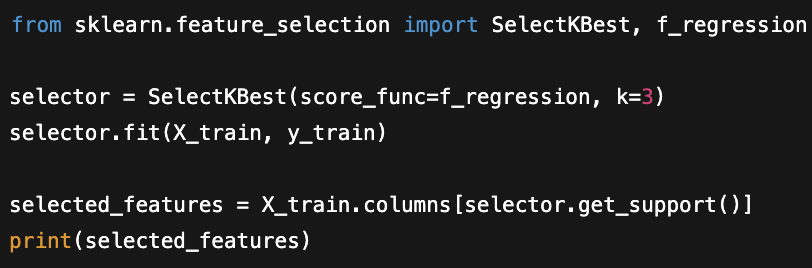 from sklearn.feature_selection import SelectKBest, f_regression
selector = SelectKBest(score_func=f_regression, k=3)
selector.fit(X_train, y_train)
selected_features = X_train.columns[selector.get_support()]
print(selected_features)